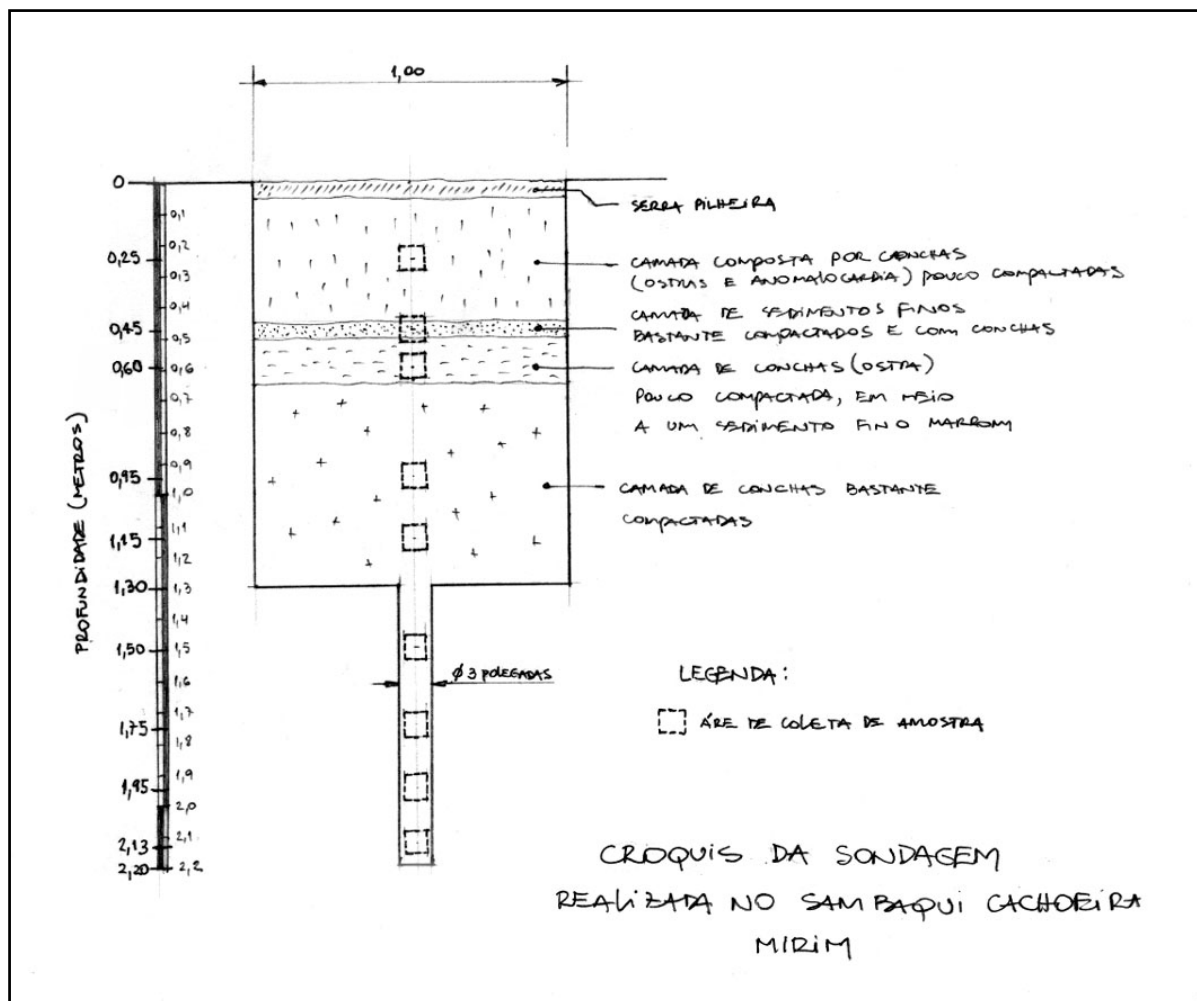 1,00
0
0,25
0,45
0,60
0,95
1,15
1,30
1,50
1,75
1,95
2,13
2,20
0,1
0,2
0,3
0,4
0,5
0,6
0,7
0,8
0,9
1,0
1,1
1,2
1,3
1,4
1,5
1,6
1,7
1,8
1,9
2,0
2,1
2,2
PROFUNDIDADE (METROS)
SERRA PILHEIRA
CAMADA COMPOSTA POR CONCHAS
(OSTRAS E ANOMALOCARDIA) POUCO COMPACTADAS
CAMADA DE SEDIMENTOS FINOS
BASTANTE COMPACTADOS E COM CONCHAS
CAMADA DE CONCHAS (OSTRA)
POUCO COMPACTADA, EM MEIO
A UM SEDIMENTO FINO MARROM
CAMADA DE CONCHAS BASTANTE
COMPACTADAS
Ø 3 POLEGADAS
LEGENDA:
ÁRE DE COLETA DE AMOSTRA
CROQUIS DA SONDAGEM
REALIZADA NO SAMBAQUI CACHOEIRA
MIRIM